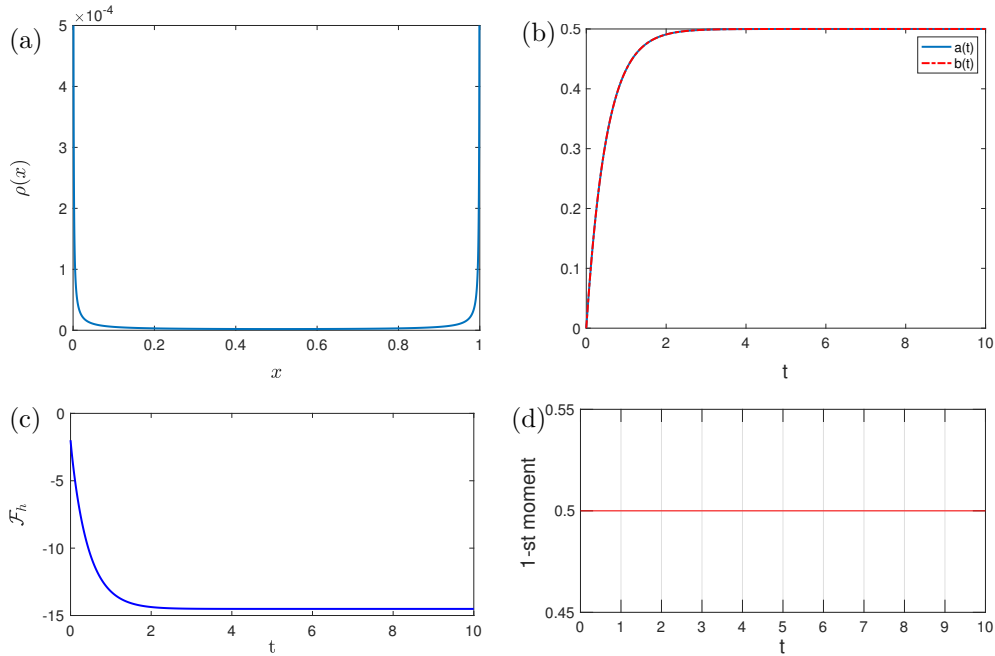 (a)
×10^-4
5
4
3
2
1
0
ρ(x)
0 0.2 0.4 0.6 0.8 1
x
(b)
0.5
0.4
0.3
0.2
0.1
0
a(t)
b(t)
0 2 4 6 8 10
t
(c)
0
-5
-10
-15
ℱ_h
0 2 4 6 8 10
t
(d)
0.55
0.5
0.45
1-st moment
0 1 2 3 4 5 6 7 8 9 10
t